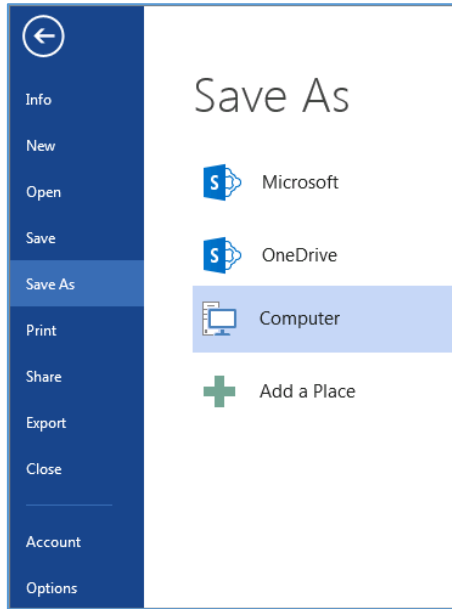 Info
New
Open
Save
Save As
Print
Share
Export
Close
Account
Options
Save As
S Microsoft
S OneDrive
Computer
Add a Place